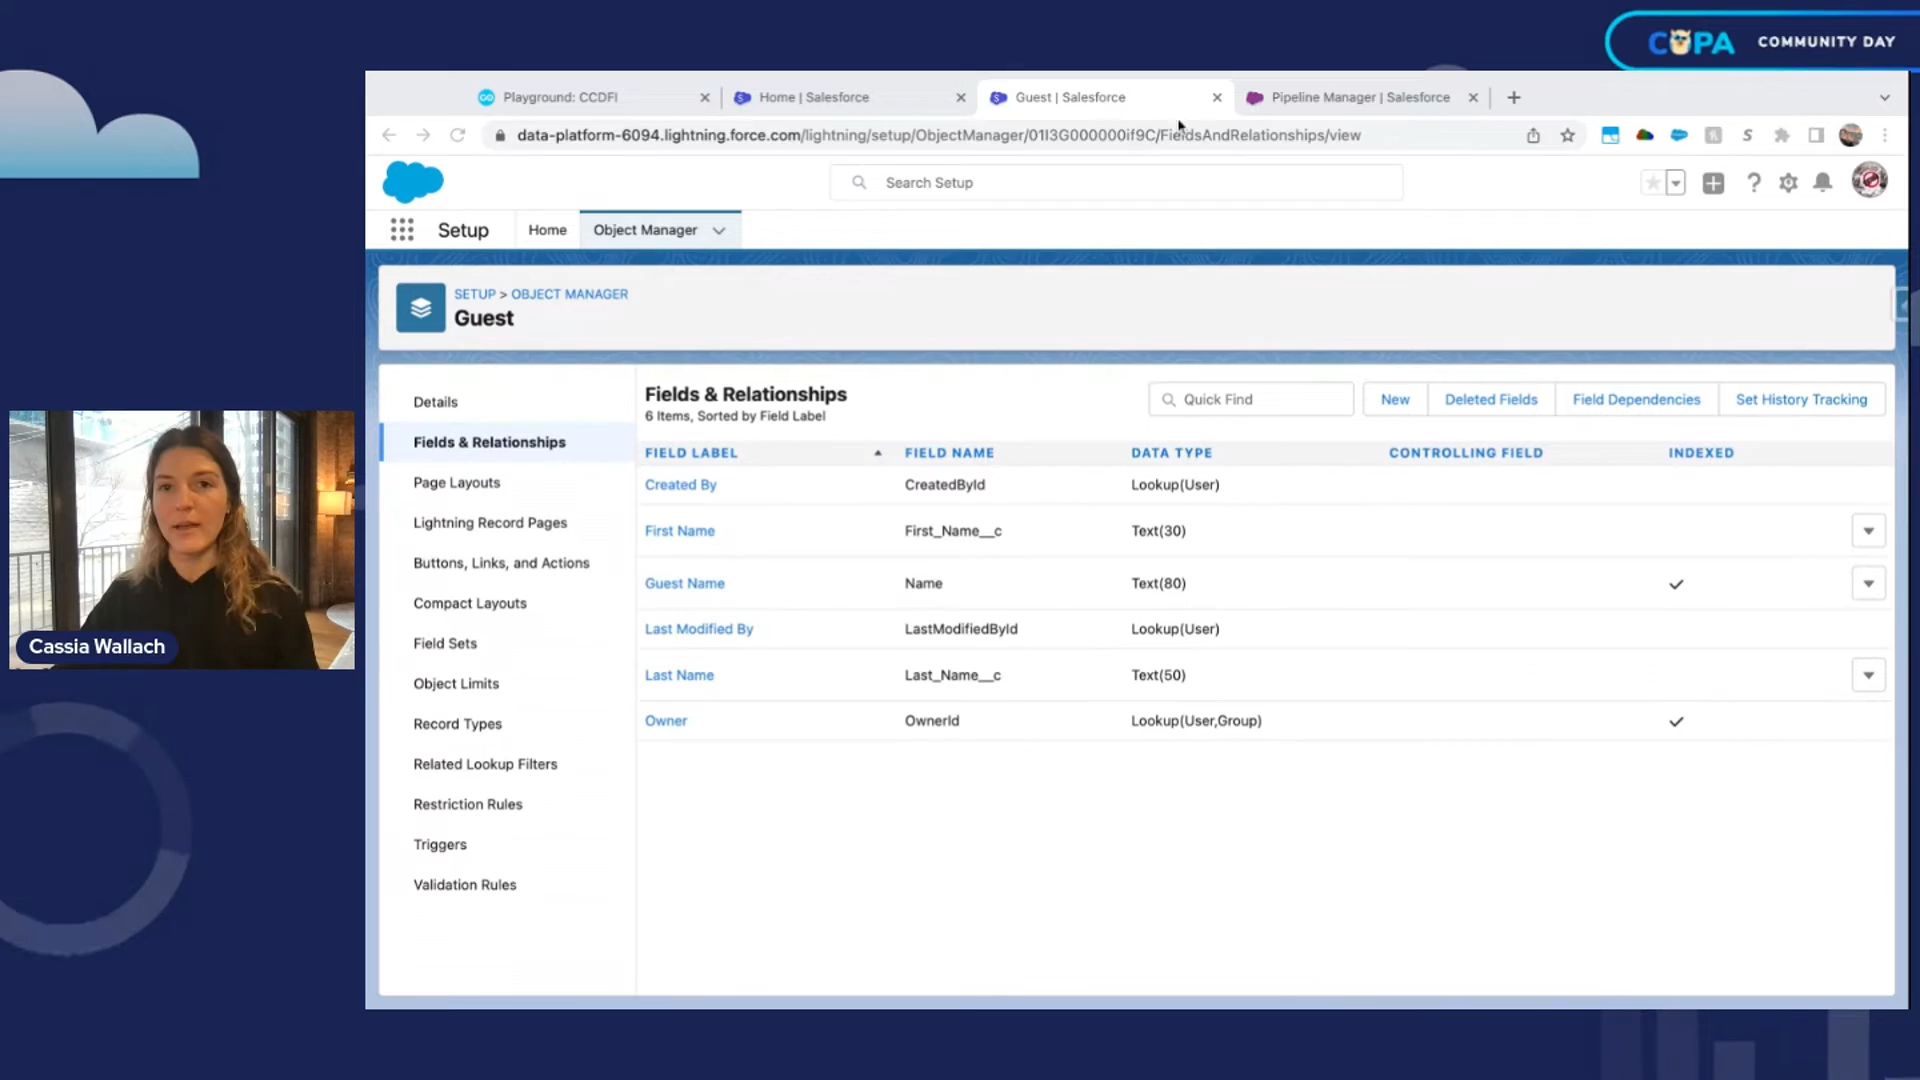 COPA COMMUNITY DAY
Playground: CCDFI
Home | Salesforce
Guest | Salesforce
Pipeline Manager | Salesforce
data-platform-6094.lightning.force.com/lightning/setup/ObjectManager/01I3G000000if9C/FieldsAndRelationships/view
Search Setup
Setup
Home
Object Manager
SETUP > OBJECT MANAGER
Guest
Details
Fields & Relationships
Page Layouts
Lightning Record Pages
Buttons, Links, and Actions
Compact Layouts
Field Sets
Object Limits
Record Types
Related Lookup Filters
Restriction Rules
Triggers
Validation Rules
Fields & Relationships
6 Items, Sorted by Field Label
Quick Find
New
Deleted Fields
Field Dependencies
Set History Tracking
FIELD LABEL FIELD NAME DATA TYPE CONTROLLING FIELD INDEXED
Created By CreatedById Lookup(User)
First Name First_Name__c Text(30)
Guest Name Name Text(80)
Last Modified By LastModifiedById Lookup(User)
Last Name Last_Name__c Text(50)
Owner OwnerId Lookup(User,Group)
Cassia Wallach